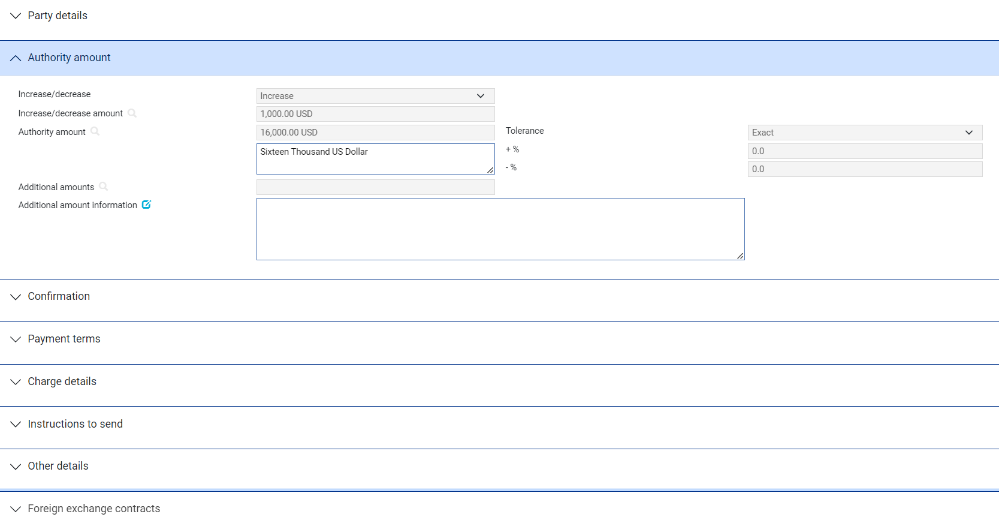 Party details
Authority amount
Increase/decrease
Increase
Increase/decrease amount
1,000.00 USD
Authority amount
16,000.00 USD
Tolerance
Exact
Sixteen Thousand US Dollar
+ %
0.0
- %
0.0
Additional amounts
Additional amount information
Confirmation
Payment terms
Charge details
Instructions to send
Other details
Foreign exchange contracts